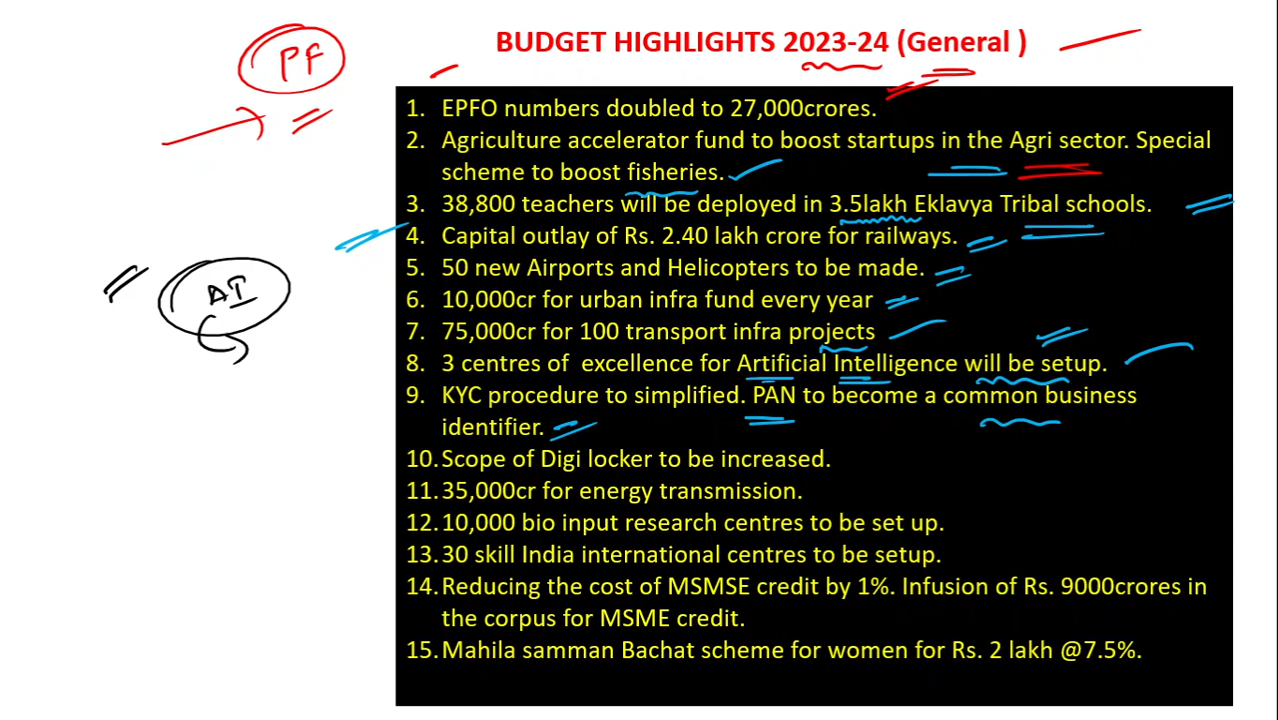 PF
BUDGET HIGHLIGHTS 2023-24 (General )
1. EPFO numbers doubled to 27,000crores.
2. Agriculture accelerator fund to boost startups in the Agri sector. Special
scheme to boost fisheries.
3. 38,800 teachers will be deployed in 3.5lakh Eklavya Tribal schools.
4. Capital outlay of Rs. 2.40 lakh crore for railways.
5. 50 new Airports and Helicopters to be made.
AI
6. 10,000cr for urban infra fund every year
7. 75,000cr for 100 transport infra projects
8. 3 centres of excellence for Artificial Intelligence will be setup.
9. KYC procedure to simplified. PAN to become a common business
identifier.
10. Scope of Digi locker to be increased.
11. 35,000cr for energy transmission.
12. 10,000 bio input research centres to be set up.
13. 30 skill India international centres to be setup.
14. Reducing the cost of MSMSE credit by 1%. Infusion of Rs. 9000crores in
the corpus for MSME credit.
15. Mahila samman Bachat scheme for women for Rs. 2 lakh @7.5%.